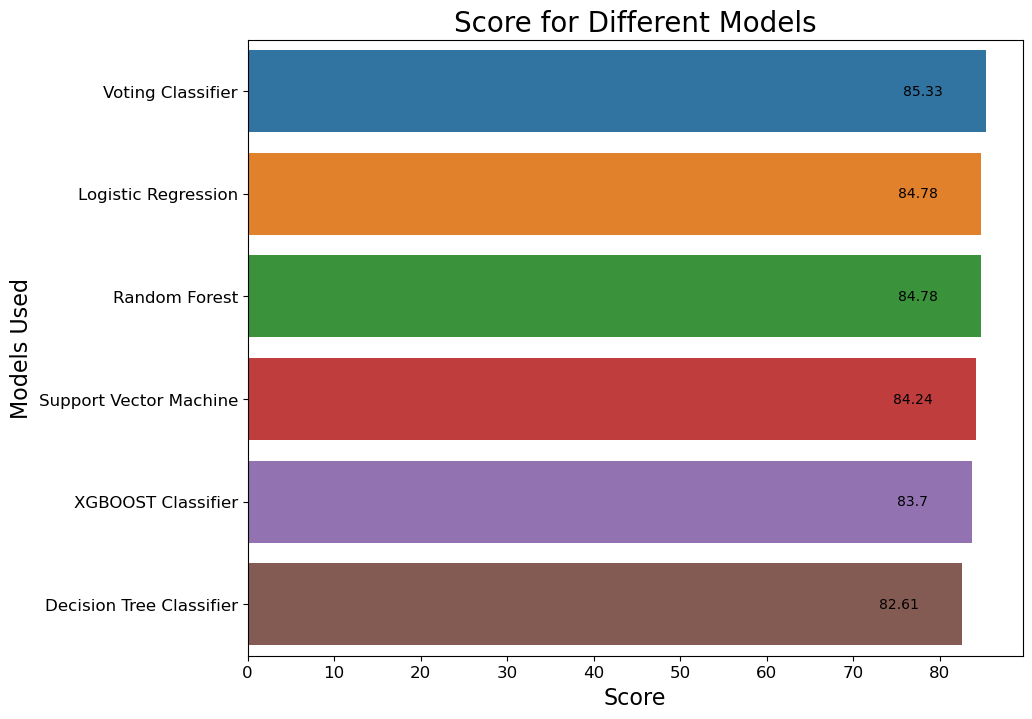 Score for Different Models
Models Used
Voting Classifier 85.33
Logistic Regression 84.78
Random Forest 84.78
Support Vector Machine 84.24
XGBOOST Classifier 83.7
Decision Tree Classifier 82.61
0 10 20 30 40 50 60 70 80
Score